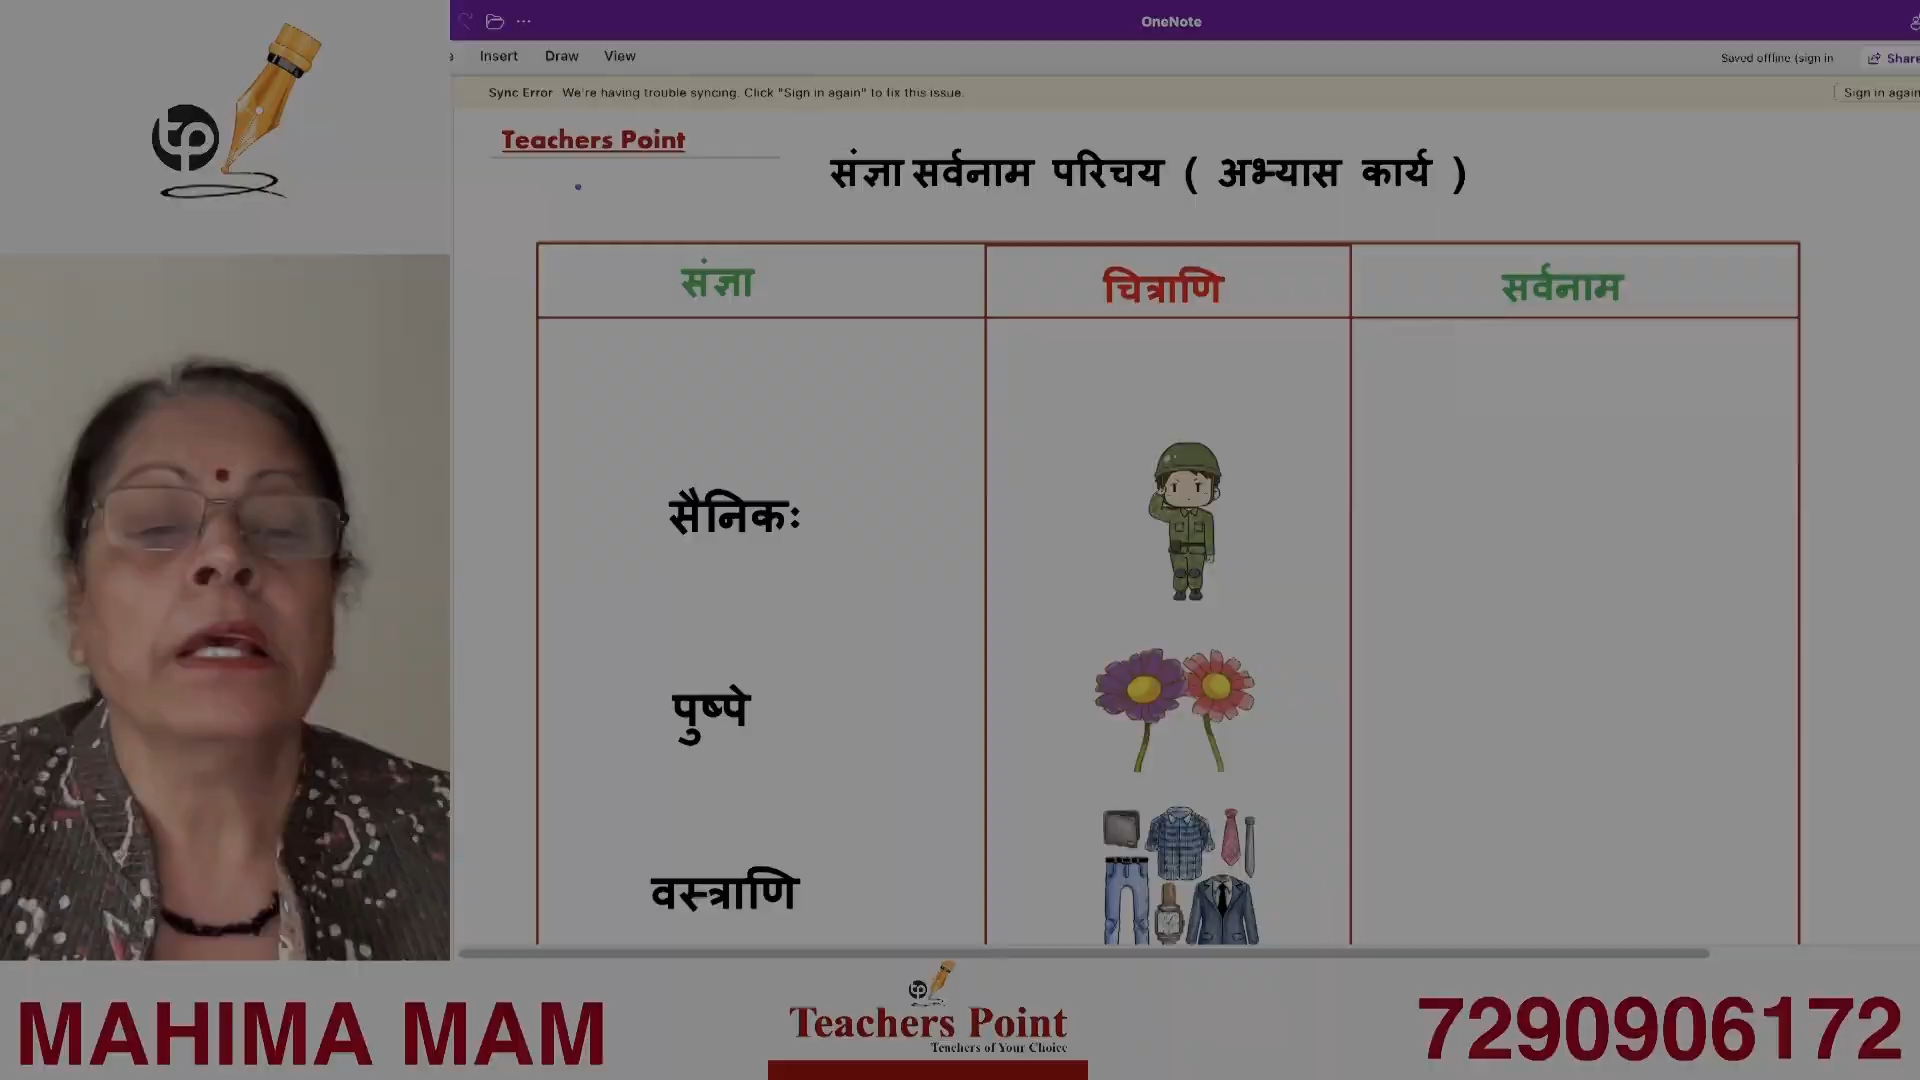 OneNote
Insert Draw View
Saved offline (sign in
Share
Sync Error We're having trouble syncing. Click "Sign in again" to fix this issue.
Sign in again
Teachers Point
संज्ञा सर्वनाम परिचय ( अभ्यास कार्य )
संज्ञा चित्राणि सर्वनाम
सैनिकः
पुष्पे
वस्त्राणि
tp
MAHIMA MAM
tp
Teachers Point
Teachers of Your Choice
7290906172